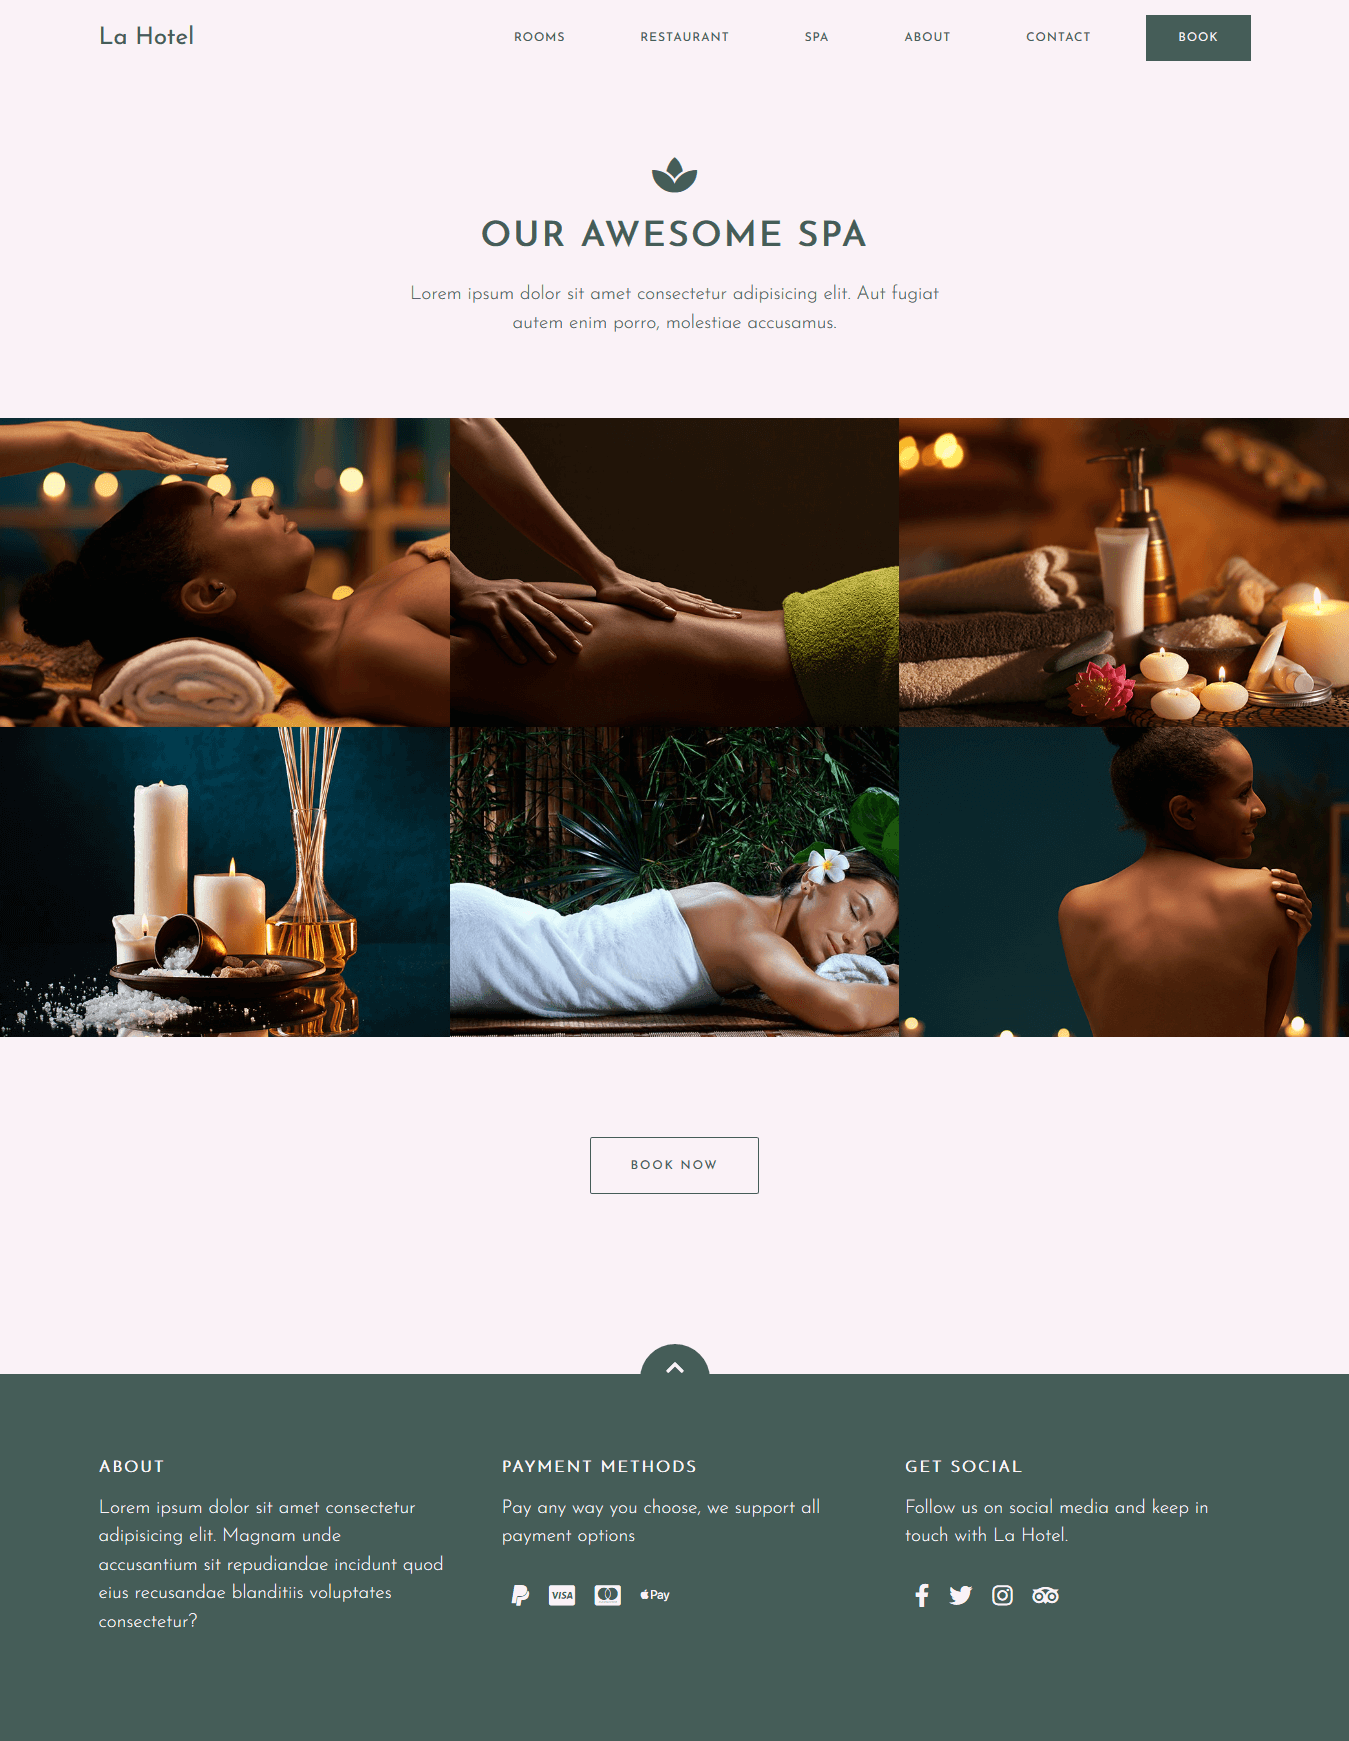 La Hotel
ROOMS
RESTAURANT
SPA
ABOUT
CONTACT
BOOK
OUR AWESOME SPA
Lorem ipsum dolor sit amet consectetur adipisicing elit. Aut fugiat
autem enim porro, molestiae accusamus.
BOOK NOW
ABOUT
Lorem ipsum dolor sit amet consectetur
adipisicing elit. Magnam unde
accusantium sit repudiandae incidunt quod
eius recusandae blanditiis voluptates
consectetur?
PAYMENT METHODS
Pay any way you choose, we support all
payment options
VISA
Pay
GET SOCIAL
Follow us on social media and keep in
touch with La Hotel.